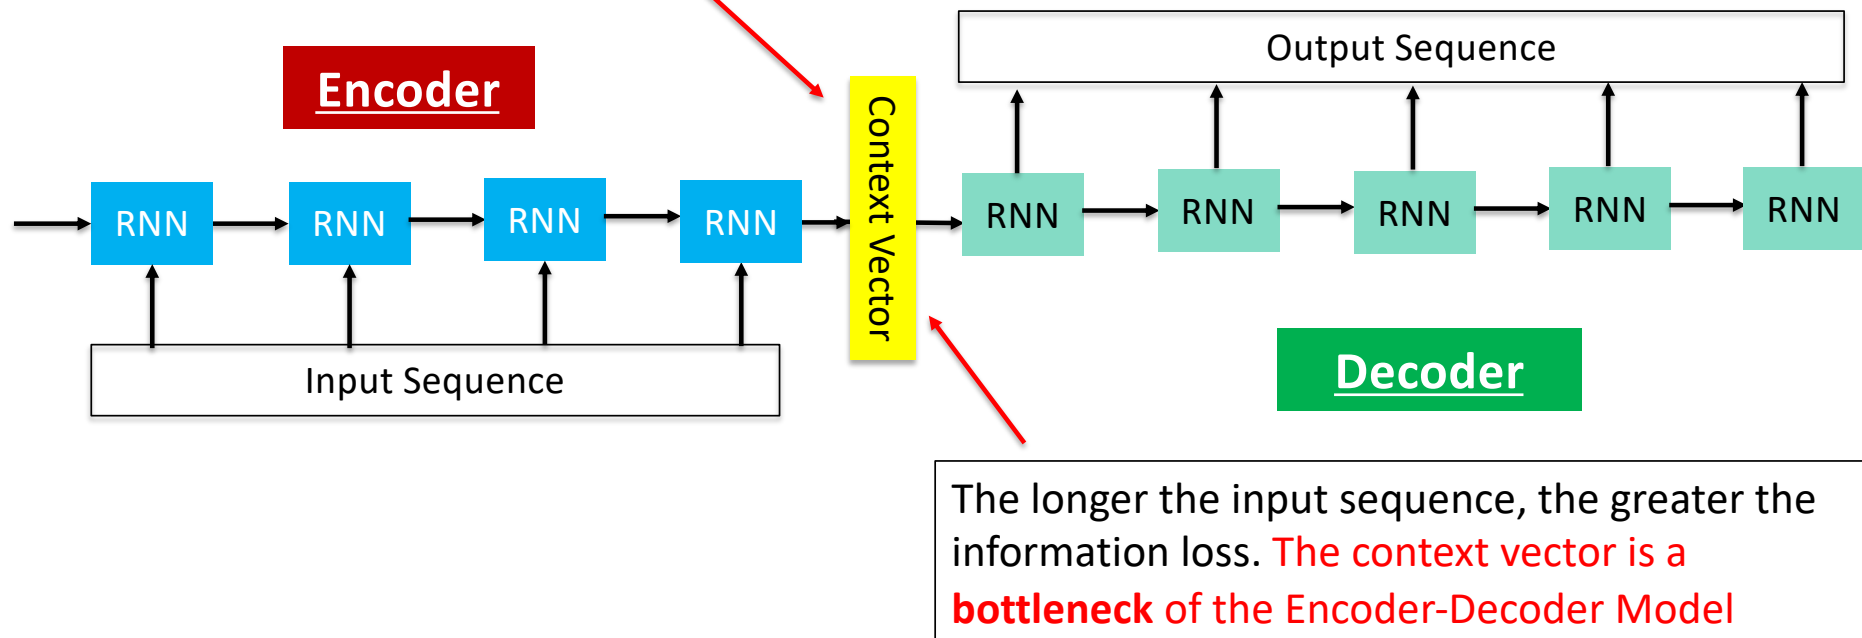 Output Sequence
Encoder
Context Vector
RNN RNN RNN RNN RNN RNN RNN RNN RNN
Input Sequence
Decoder
The longer the input sequence, the greater the
information loss. The context vector is a
bottleneck of the Encoder-Decoder Model